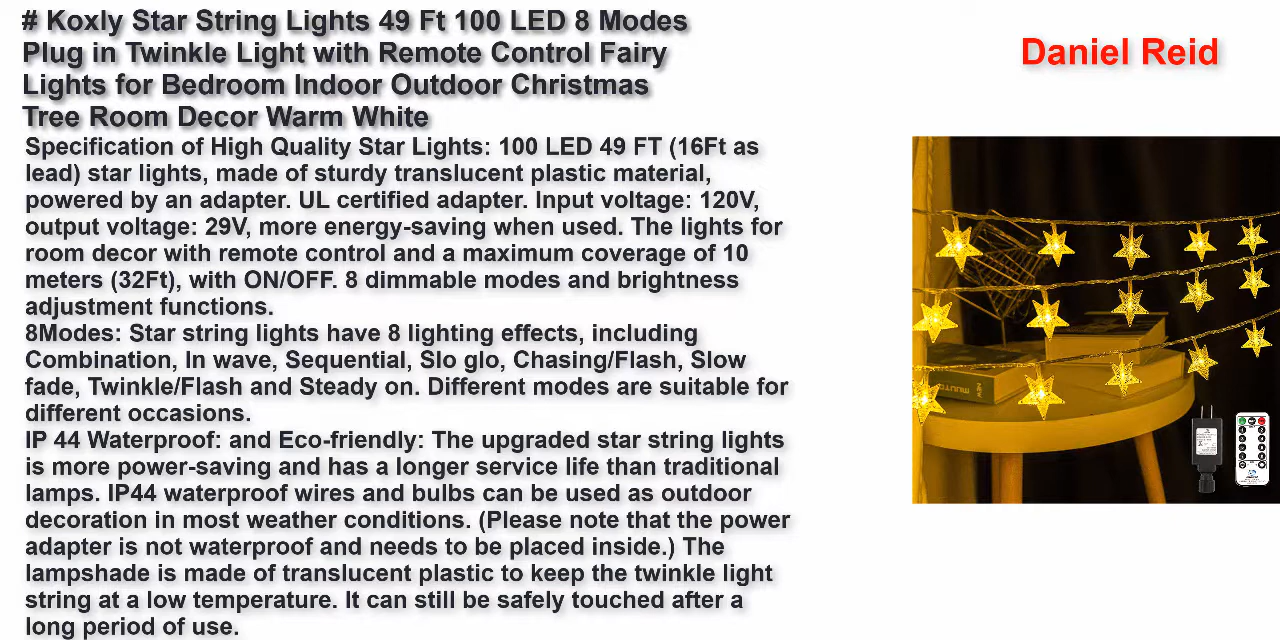 # Koxly Star String Lights 49 Ft 100 LED 8 Modes
Plug in Twinkle Light with Remote Control Fairy
Lights for Bedroom Indoor Outdoor Christmas
Tree Room Decor Warm White
Daniel Reid
Specification of High Quality Star Lights: 100 LED 49 FT (16Ft as
lead) star lights, made of sturdy translucent plastic material,
powered by an adapter. UL certified adapter. Input voltage: 120V,
output voltage: 29V, more energy-saving when used. The lights for
room decor with remote control and a maximum coverage of 10
meters (32Ft), with ON/OFF. 8 dimmable modes and brightness
adjustment functions.
8Modes: Star string lights have 8 lighting effects, including
Combination, In wave, Sequential, Slo glo, Chasing/Flash, Slow
fade, Twinkle/Flash and Steady on. Different modes are suitable for
different occasions.
IP 44 Waterproof: and Eco-friendly: The upgraded star string lights
is more power-saving and has a longer service life than traditional
lamps. IP44 waterproof wires and bulbs can be used as outdoor
decoration in most weather conditions. (Please note that the power
adapter is not waterproof and needs to be placed inside.) The
lampshade is made of translucent plastic to keep the twinkle light
string at a low temperature. It can still be safely touched after a
long period of use.